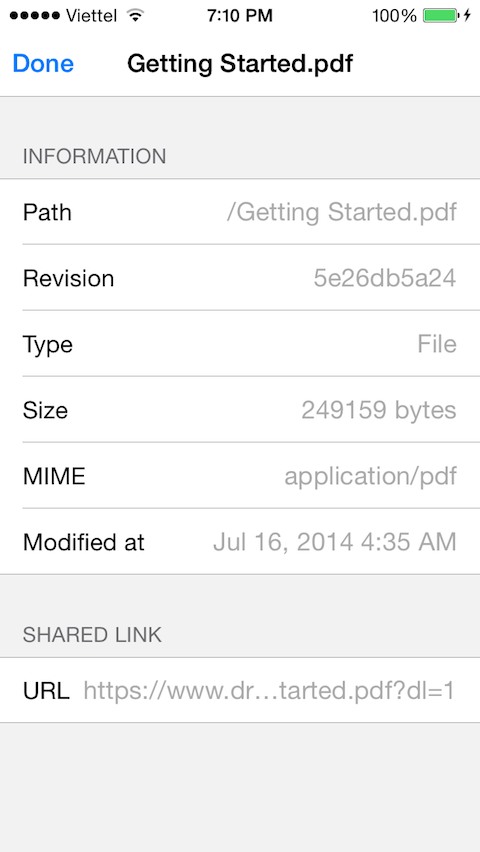 Viettel 7:10 PM 100%
Done Getting Started.pdf
INFORMATION
Path /Getting Started.pdf
Revision 5e26db5a24
Type File
Size 249159 bytes
MIME application/pdf
Modified at Jul 16, 2014 4:35 AM
SHARED LINK
URL https://www.dr…tarted.pdf?dl=1